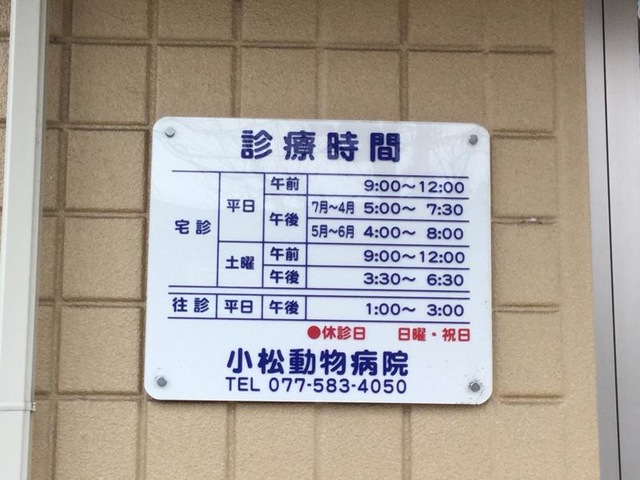 診療時間
宅診 平日 午前 9:00〜12:00
午後 7月〜4月 5:00〜 7:30
5月〜6月 4:00〜 8:00
土曜 午前 9:00〜12:00
午後 3:30〜 6:30
往診 平日 午後 1:00〜 3:00
●休診日 日曜・祝日
小松動物病院
TEL 077-583-4050